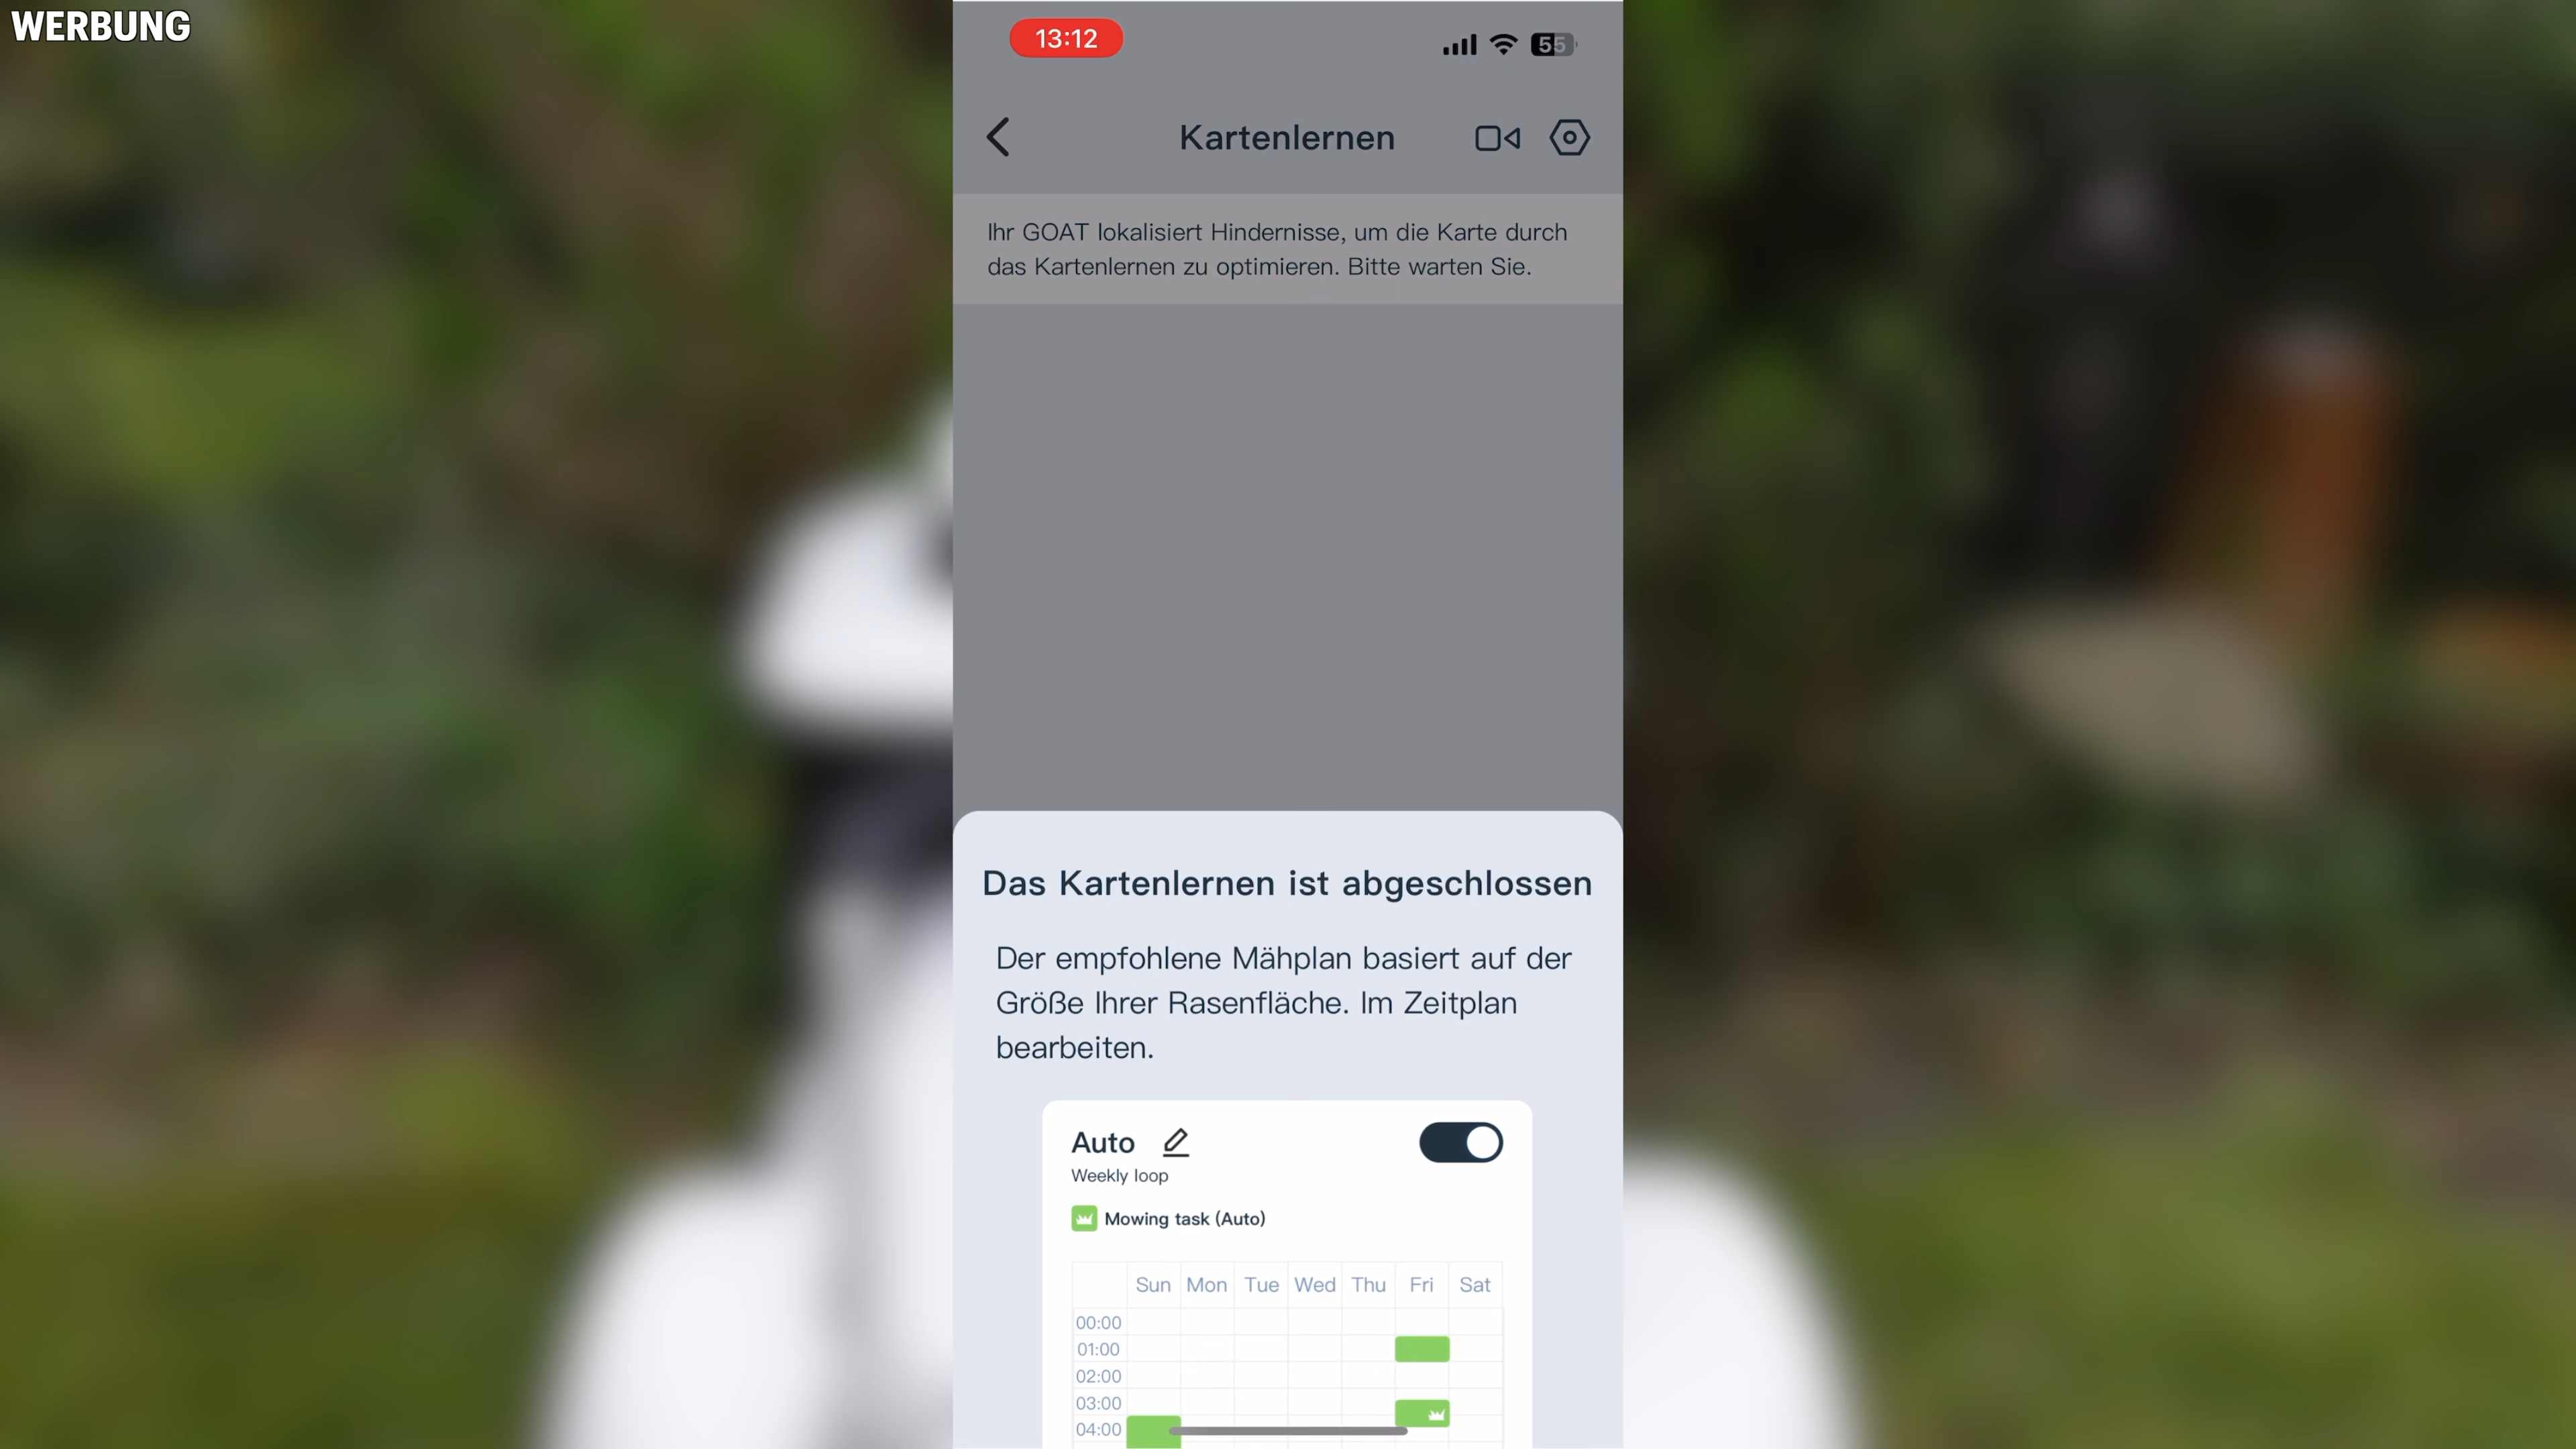 WERBUNG
13:12
55
Kartenlernen
Ihr GOAT lokalisiert Hindernisse, um die Karte durch
das Kartenlernen zu optimieren. Bitte warten Sie.
Das Kartenlernen ist abgeschlossen
Der empfohlene Mähplan basiert auf der
Größe Ihrer Rasenfläche. Im Zeitplan
bearbeiten.
Auto
Weekly loop
Mowing task (Auto)
Sun Mon Tue Wed Thu Fri Sat
00:00
01:00
02:00
03:00
04:00